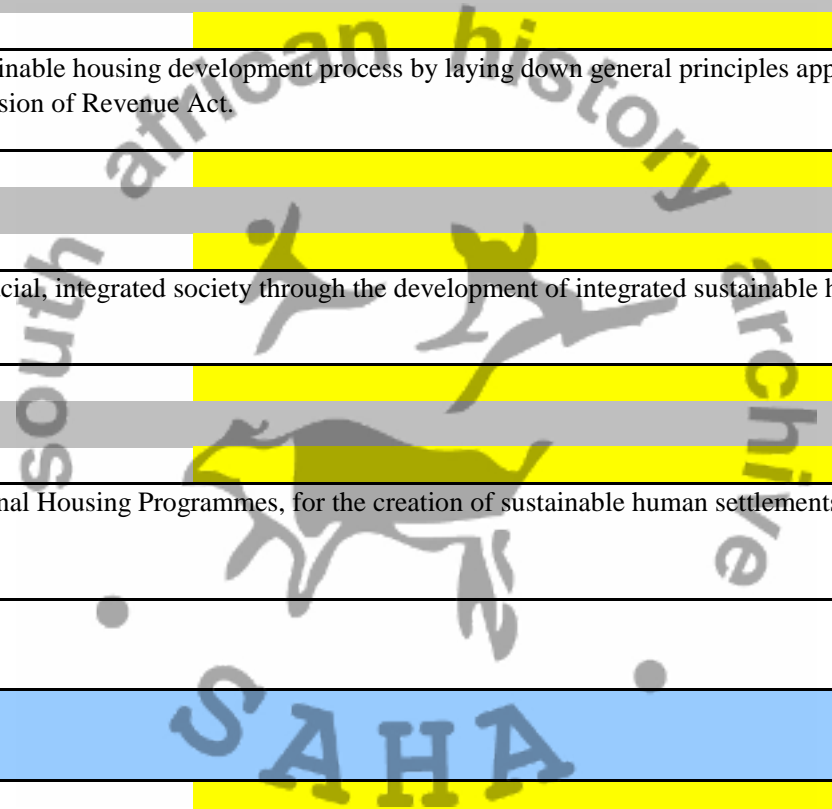 inable housing development process by laying down general principles app
sion of Revenue Act.
cial, integrated society through the development of integrated sustainable h
nal Housing Programmes, for the creation of sustainable human settlements
south african history archive
SAHA